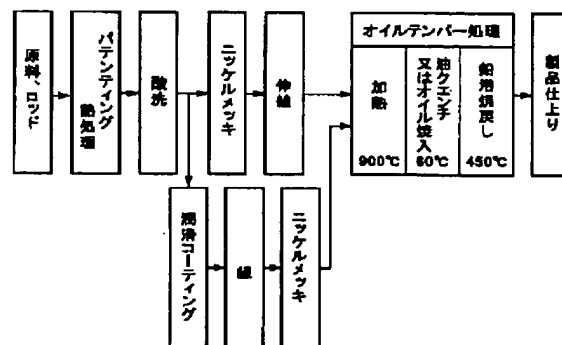 原料、ロッド
パテンティング
熱処理
酸洗
ニッケルメッキ
伸線
オイルテンパー処理
加熱
900℃
油クエンチ
又はオイル焼入
60℃
鉛浴焼戻し
450℃
製品仕上り
潤滑コーティング
線
ニッケルメッキ